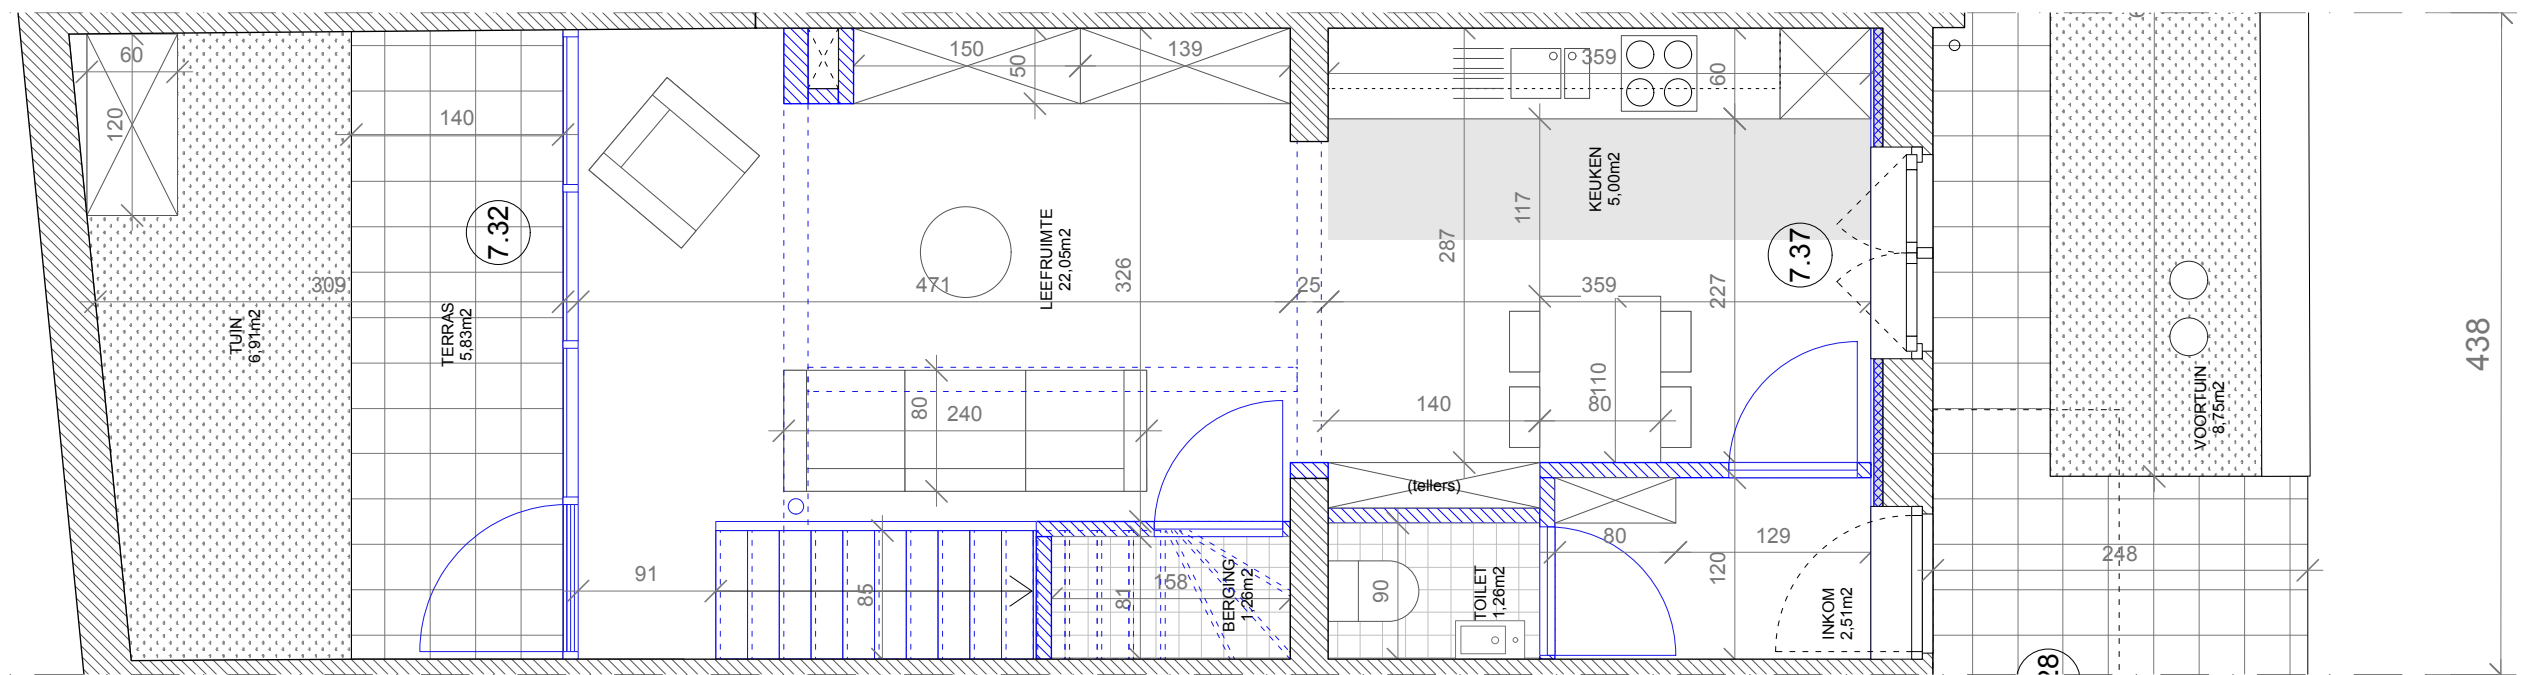 60
120
140
309
TUIN
6,91m2
TERRAS
5,83m2
7.32
150
139
50
471
LEEFRUIMTE
22,05m2
326
25
80
240
91
85
81
158
BERGING
1,26m2
359
60
KEUKEN
5,00m2
117
287
359
227
7.37
140
110
80
(tellers)
90
TOILET
1,26m2
80
129
120
INKOM
2,51m2
248
VOORTUIN
8,75m2
438